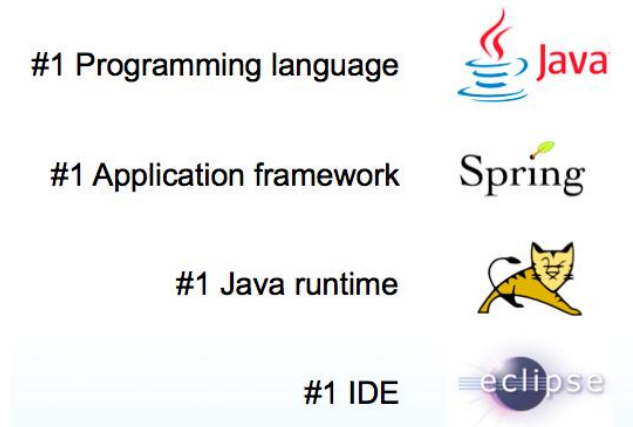 #1 Programming language Java
#1 Application framework Spring
#1 Java runtime
#1 IDE eclipse